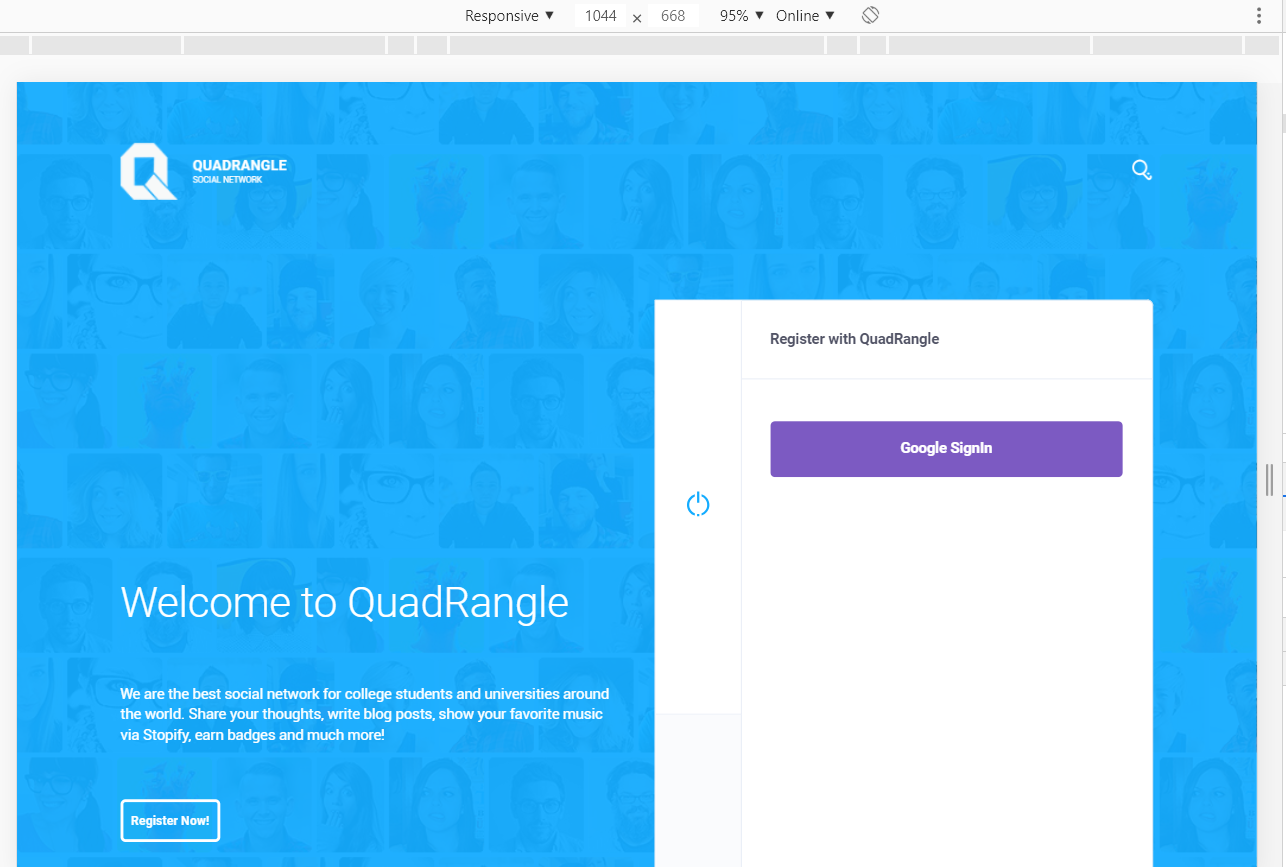 Responsive ▼ 1044 × 668 95% ▼ Online ▼
QUADRANGLE
SOCIAL NETWORK
Register with QuadRangle
Google SignIn
Welcome to QuadRangle
We are the best social network for college students and universities around
the world. Share your thoughts, write blog posts, show your favorite music
via Stopify, earn badges and much more!
Register Now!